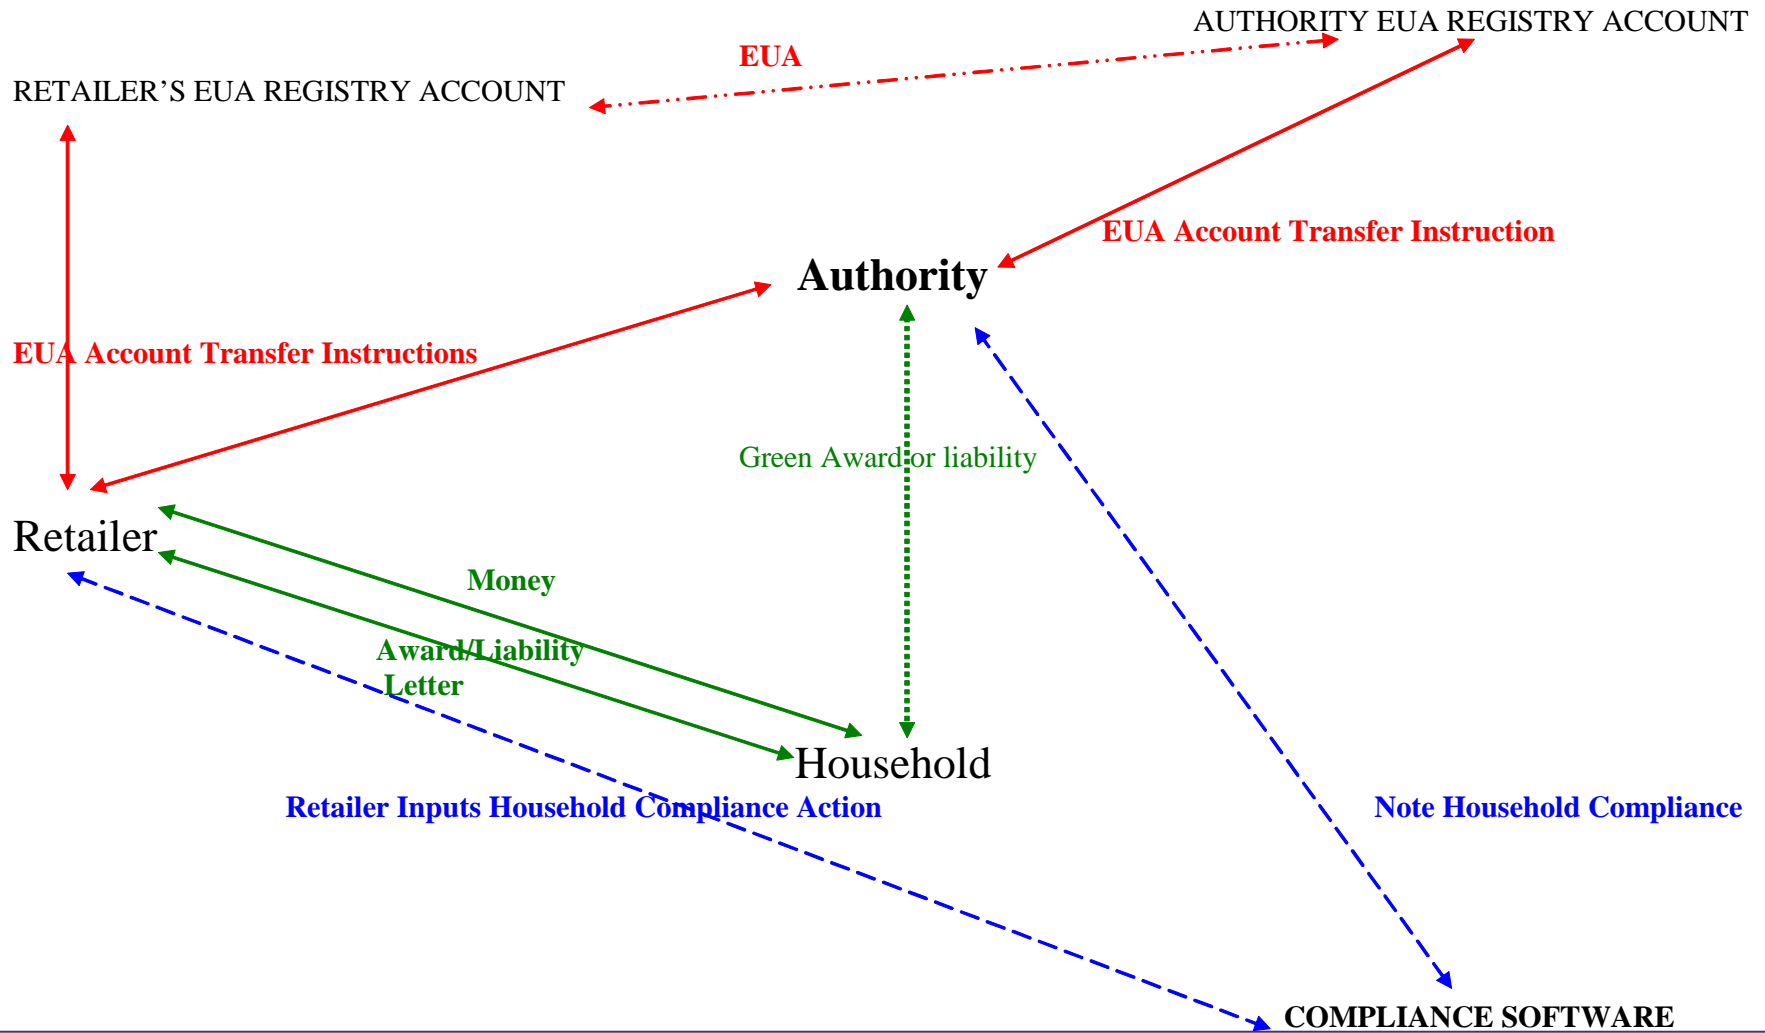 AUTHORITY EUA REGISTRY ACCOUNT
EUA
RETAILER'S EUA REGISTRY ACCOUNT
EUA Account Transfer Instruction
Authority
EUA Account Transfer Instructions
Green Award or liability
Retailer
Money
Award/Liability
Letter
Household
Retailer Inputs Household Compliance Action
Note Household Compliance
COMPLIANCE SOFTWARE